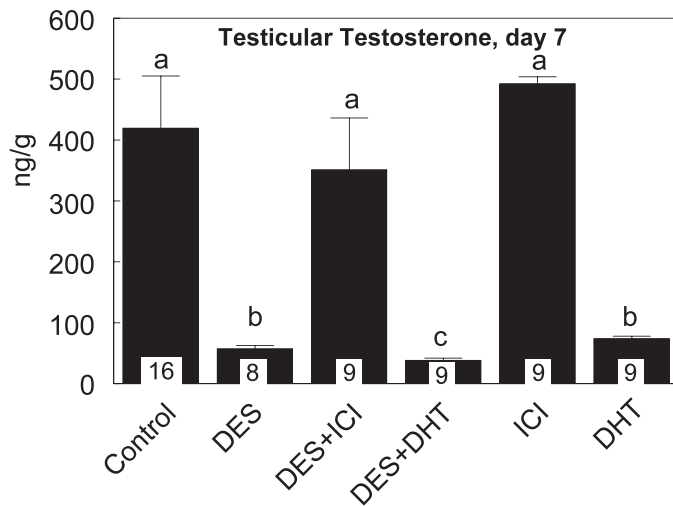 Testicular Testosterone, day 7
600
500
400
300
200
100
0
ng/g
a
b
a
c
a
b
16
8
9
9
9
9
Control
DES
DES+ICI
DES+DHT
ICI
DHT